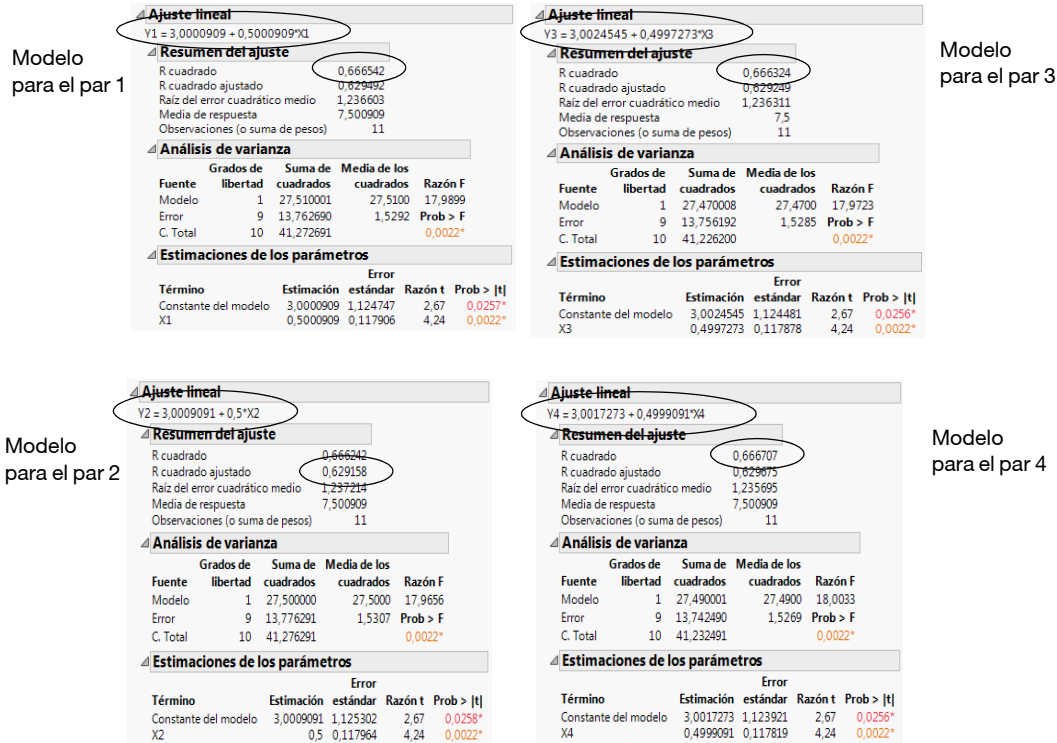 Modelo
para el par 1
Ajuste lineal
Y1 = 3,0000909 + 0,5000909*X1
Resumen del ajuste
R cuadrado 0,666542
R cuadrado ajustado 0,629492
Raíz del error cuadrático medio 1,236603
Media de respuesta 7,500909
Observaciones (o suma de pesos) 11
Análisis de varianza
Grados de Suma de Media de los
Fuente libertad cuadrados cuadrados Razón F
Modelo 1 27,510001 27,5100 17,9899
Error 9 13,762690 1,5292 Prob > F
C. Total 10 41,272691 0,0022*
Estimaciones de los parámetros
Error
Término Estimación estándar Razón t Prob > |t|
Constante del modelo 3,0000909 1,124747 2,67 0,0257*
X1 0,5000909 0,117906 4,24 0,0022*
Modelo
para el par 3
Ajuste lineal
Y3 = 3,0024545 + 0,4997273*X3
Resumen del ajuste
R cuadrado 0,666324
R cuadrado ajustado 0,629249
Raíz del error cuadrático medio 1,236311
Media de respuesta 7,5
Observaciones (o suma de pesos) 11
Análisis de varianza
Grados de Suma de Media de los
Fuente libertad cuadrados cuadrados Razón F
Modelo 1 27,470008 27,4700 17,9723
Error 9 13,756192 1,5285 Prob > F
C. Total 10 41,226200 0,0022*
Estimaciones de los parámetros
Error
Término Estimación estándar Razón t Prob > |t|
Constante del modelo 3,0024545 1,124481 2,67 0,0256*
X3 0,4997273 0,117878 4,24 0,0022*
Modelo
para el par 2
Ajuste lineal
Y2 = 3,0009091 + 0,5*X2
Resumen del ajuste
R cuadrado 0,666242
R cuadrado ajustado 0,629158
Raíz del error cuadrático medio 1,237214
Media de respuesta 7,500909
Observaciones (o suma de pesos) 11
Análisis de varianza
Grados de Suma de Media de los
Fuente libertad cuadrados cuadrados Razón F
Modelo 1 27,500000 27,5000 17,9656
Error 9 13,776291 1,5307 Prob > F
C. Total 10 41,276291 0,0022*
Estimaciones de los parámetros
Error
Término Estimación estándar Razón t Prob > |t|
Constante del modelo 3,0009091 1,125302 2,67 0,0258*
X2 0,5 0,117964 4,24 0,0022*
Modelo
para el par 4
Ajuste lineal
Y4 = 3,0017273 + 0,4999091*X4
Resumen del ajuste
R cuadrado 0,666707
R cuadrado ajustado 0,629675
Raíz del error cuadrático medio 1,235695
Media de respuesta 7,500909
Observaciones (o suma de pesos) 11
Análisis de varianza
Grados de Suma de Media de los
Fuente libertad cuadrados cuadrados Razón F
Modelo 1 27,490001 27,4900 18,0033
Error 9 13,742490 1,5269 Prob > F
C. Total 10 41,232491 0,0022*
Estimaciones de los parámetros
Error
Término Estimación estándar Razón t Prob > |t|
Constante del modelo 3,0017273 1,123921 2,67 0,0256*
X4 0,4999091 0,117819 4,24 0,0022*